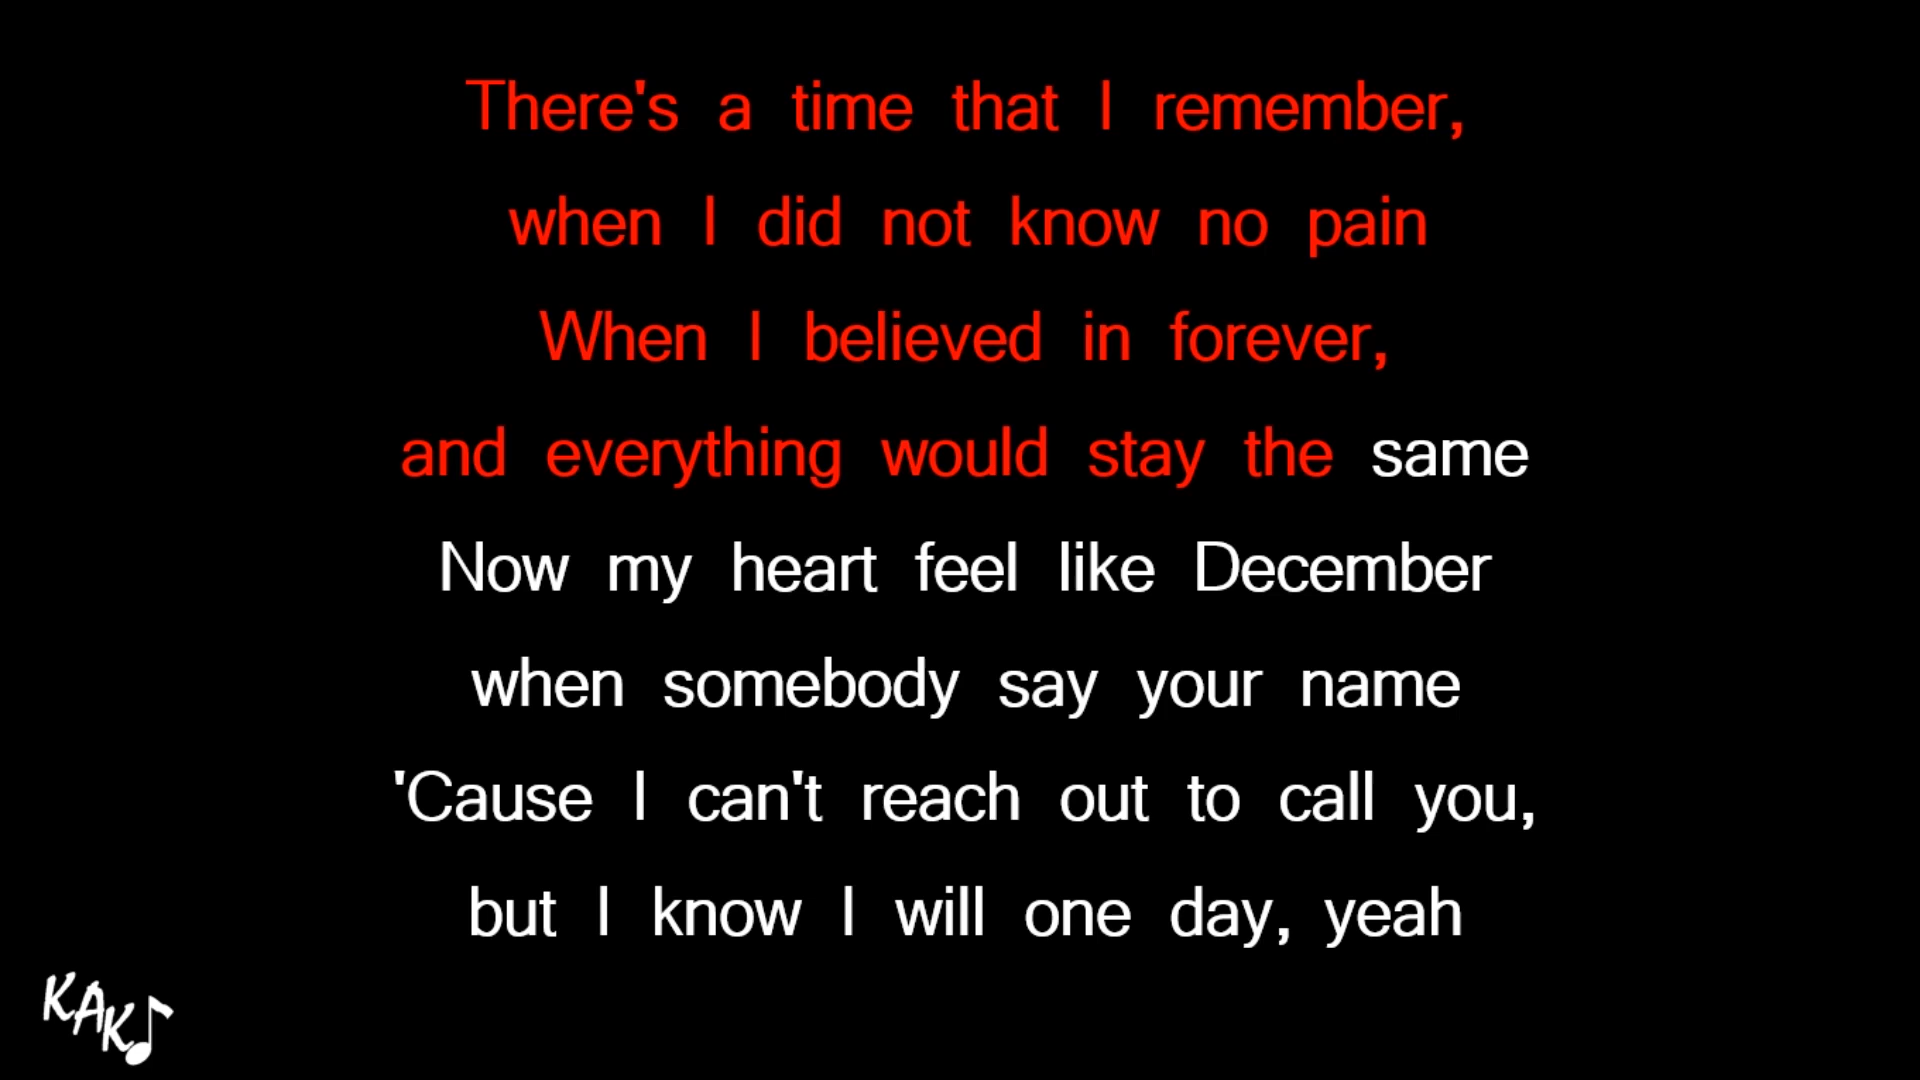 There's a time that I remember,
when I did not know no pain
When I believed in forever,
and everything would stay the same
Now my heart feel like December
when somebody say your name
'Cause I can't reach out to call you,
but I know I will one day, yeah
KAK